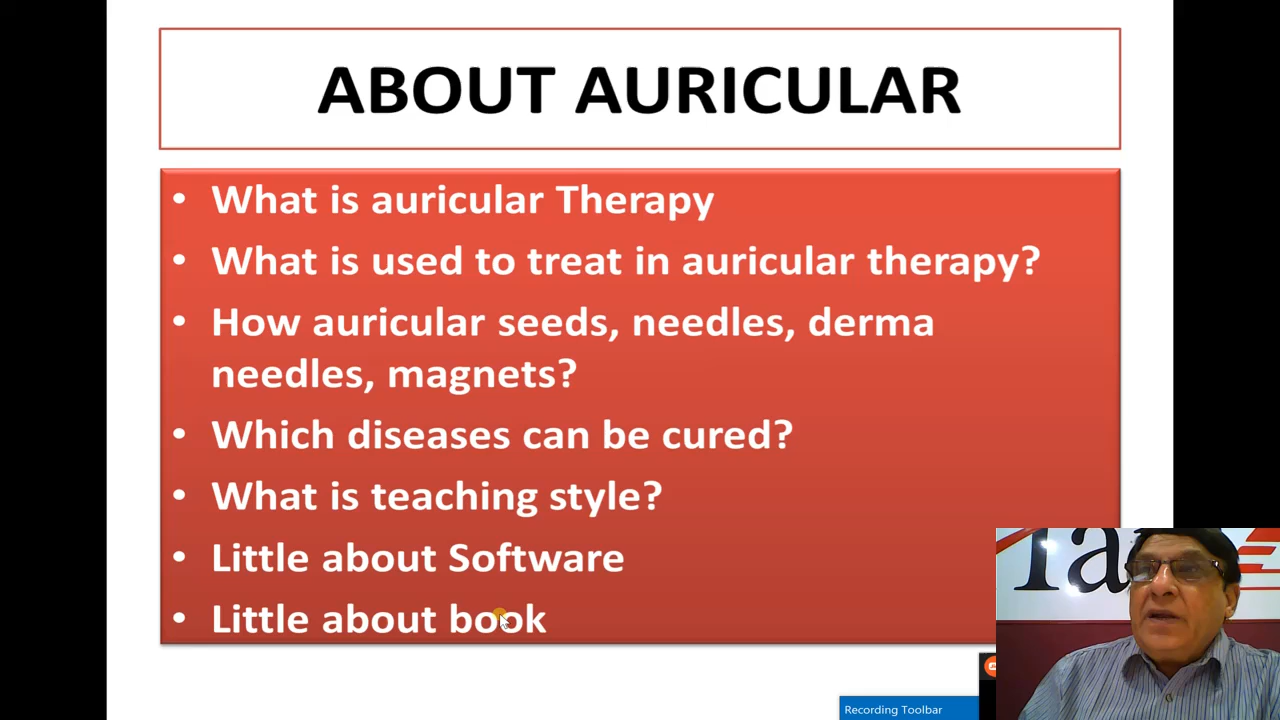 ABOUT AURICULAR
• What is auricular Therapy
• What is used to treat in auricular therapy?
• How auricular seeds, needles, derma
needles, magnets?
• Which diseases can be cured?
• What is teaching style?
• Little about Software
• Little about book
Recording Toolbar